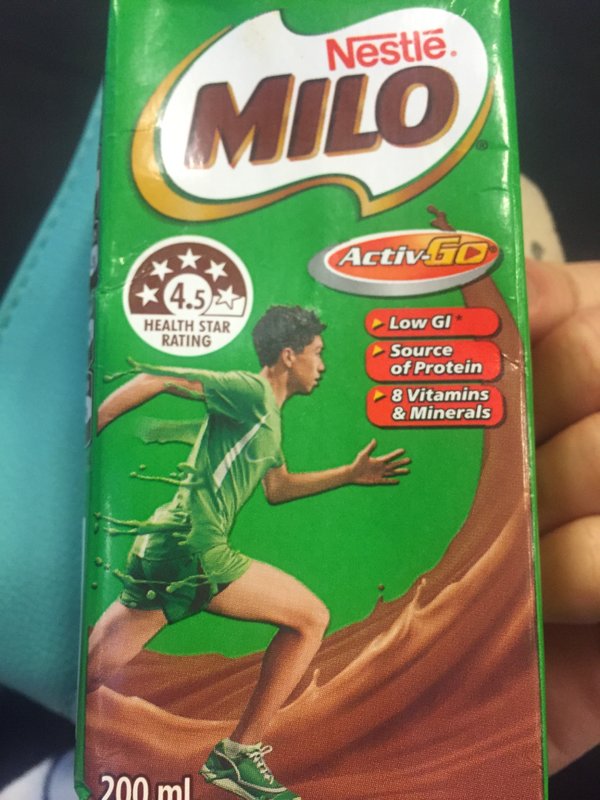 Nestlé.
MILO
®
Activ-GO
4.5
HEALTH STAR
RATING
Low GI*
Source
of Protein
8 Vitamins
& Minerals
200 ml